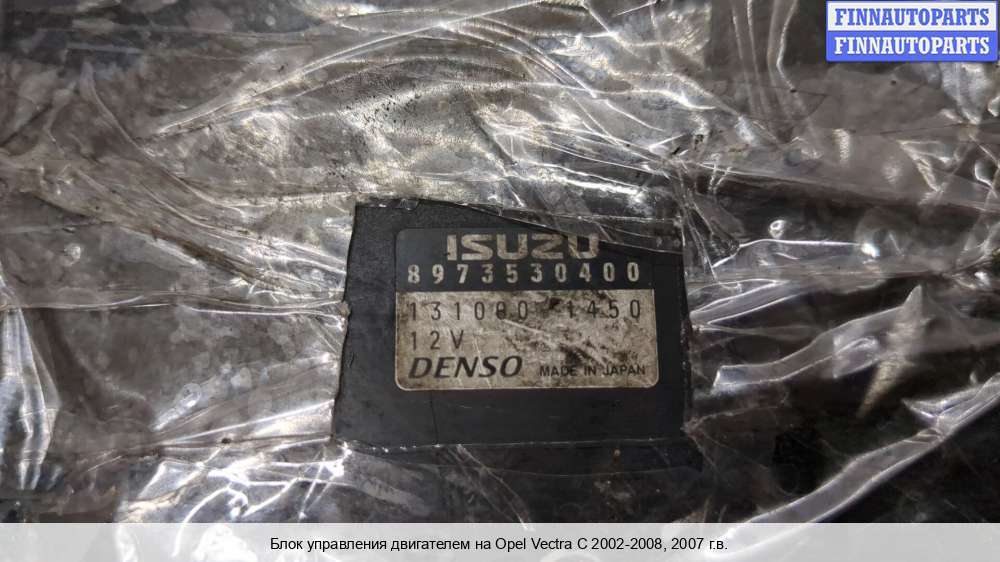 FINNAUTOPARTS
FINNAUTOPARTS
ISUZU
8973530400
131080-1450
12V
DENSO MADE IN JAPAN
Блок управления двигателем на Opel Vectra C 2002-2008, 2007 г.в.